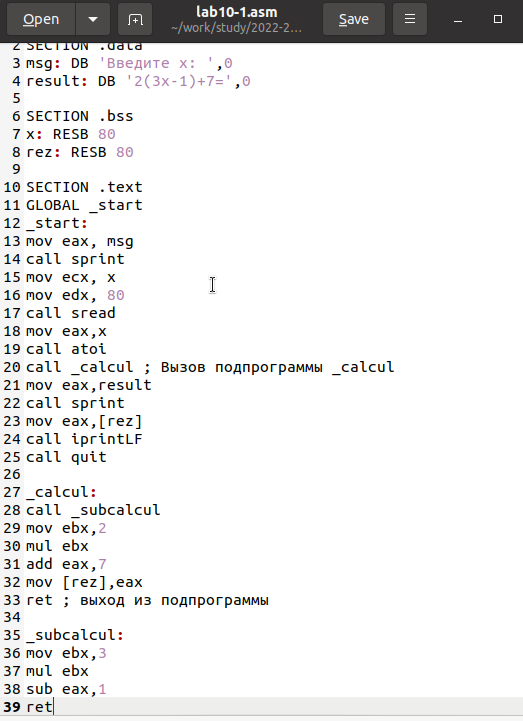 Open
lab10-1.asm
~/work/study/2022-2...
Save
2 SECTION .data
3 msg: DB 'Введите x: ',0
4 result: DB '2(3x-1)+7=',0
5
6 SECTION .bss
7 x: RESB 80
8 rez: RESB 80
9
10 SECTION .text
11 GLOBAL _start
12 _start:
13 mov eax, msg
14 call sprint
15 mov ecx, x
16 mov edx, 80
17 call sread
18 mov eax,x
19 call atoi
20 call _calcul ; Вызов подпрограммы _calcul
21 mov eax,result
22 call sprint
23 mov eax,[rez]
24 call iprintLF
25 call quit
26
27 _calcul:
28 call _subcalcul
29 mov ebx,2
30 mul ebx
31 add eax,7
32 mov [rez],eax
33 ret ; выход из подпрограммы
34
35 _subcalcul:
36 mov ebx,3
37 mul ebx
38 sub eax,1
39 ret